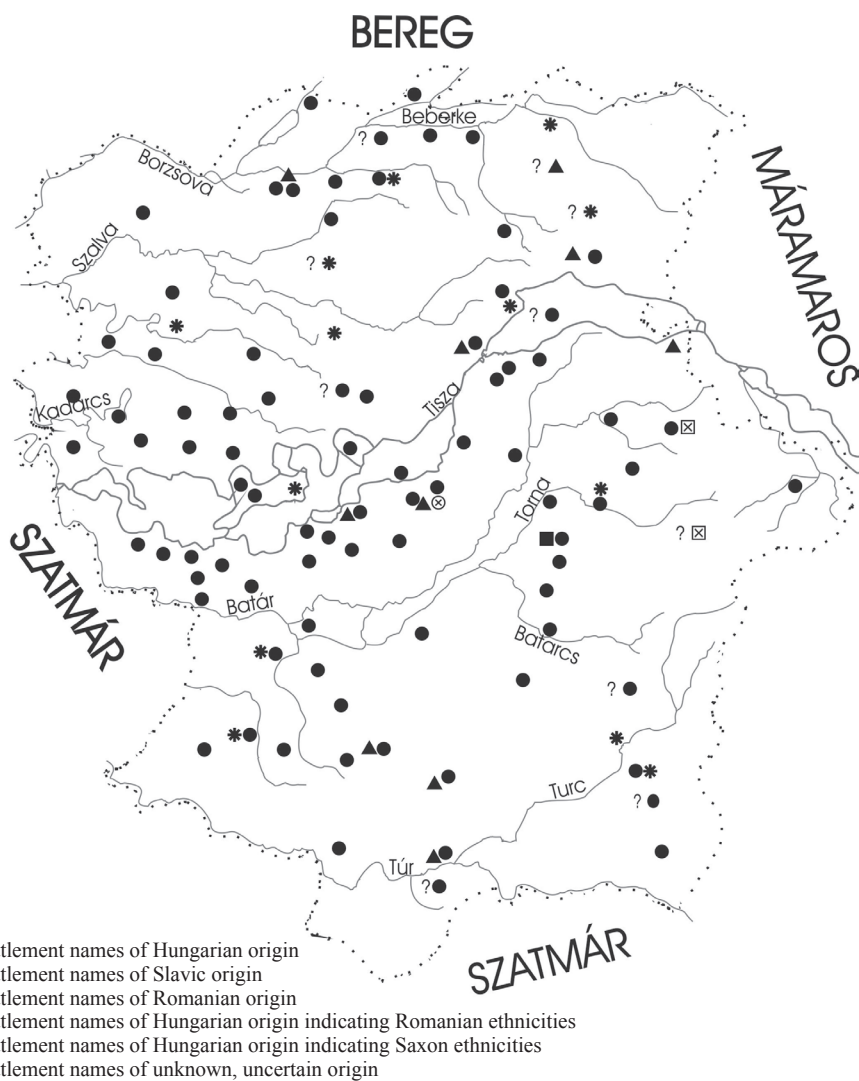 BEREG
Beberke
?
Borzsova
?
MÁRAMAROS
?
Szalva
?
?
?
Tisza
Kadarcs
Torna
?
SZATMÁR
Batár
Batarcs
?
Turc
?
Túr
?
SZATMÁR
tlement names of Hungarian origin
tlement names of Slavic origin
tlement names of Romanian origin
tlement names of Hungarian origin indicating Romanian ethnicities
tlement names of Hungarian origin indicating Saxon ethnicities
tlement names of unknown, uncertain origin